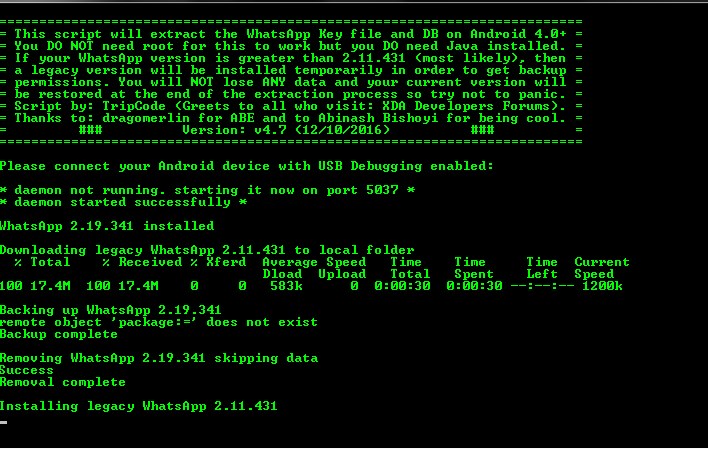 =======================================================================
= This script will extract the WhatsApp Key file and DB on Android 4.0+ =
= You DO NOT need root for this to work but you DO need Java installed. =
= If your WhatsApp version is greater than 2.11.431 (most likely), then =
= a legacy version will be installed temporarily in order to get backup =
= permissions. You will NOT lose ANY data and your current version will =
= be restored at the end of the extraction process so try not to panic. =
= Script by: TripCode (Greets to all who visit: XDA Developers Forums). =
= Thanks to: dragomerlin for ABE and to Abinash Bishoyi for being cool. =
=         ###          Version: v4.7 (12/10/2016)          ###         =
=======================================================================
Please connect your Android device with USB Debugging enabled:
* daemon not running. starting it now on port 5037 *
* daemon started successfully *
WhatsApp 2.19.341 installed
Downloading legacy WhatsApp 2.11.431 to local folder
% Total    % Received % Xferd  Average Speed   Time    Time     Time  Current
Dload  Upload   Total   Spent    Left  Speed
100 17.4M  100 17.4M    0     0   583k      0  0:00:30  0:00:30 --:--:-- 1200k
Backing up WhatsApp 2.19.341
remote object 'package:=' does not exist
Backup complete
Removing WhatsApp 2.19.341 skipping data
Success
Removal complete
Installing legacy WhatsApp 2.11.431